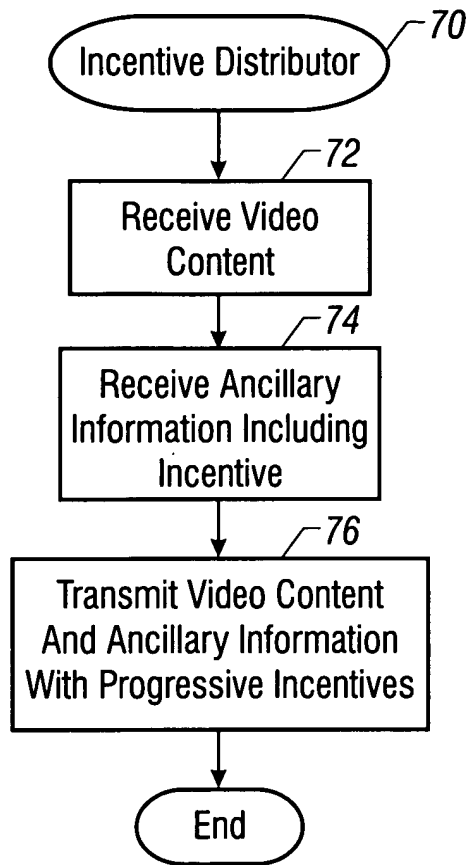 70
Incentive Distributor
72
Receive Video
Content
74
Receive Ancillary
Information Including
Incentive
76
Transmit Video Content
And Ancillary Information
With Progressive Incentives
End